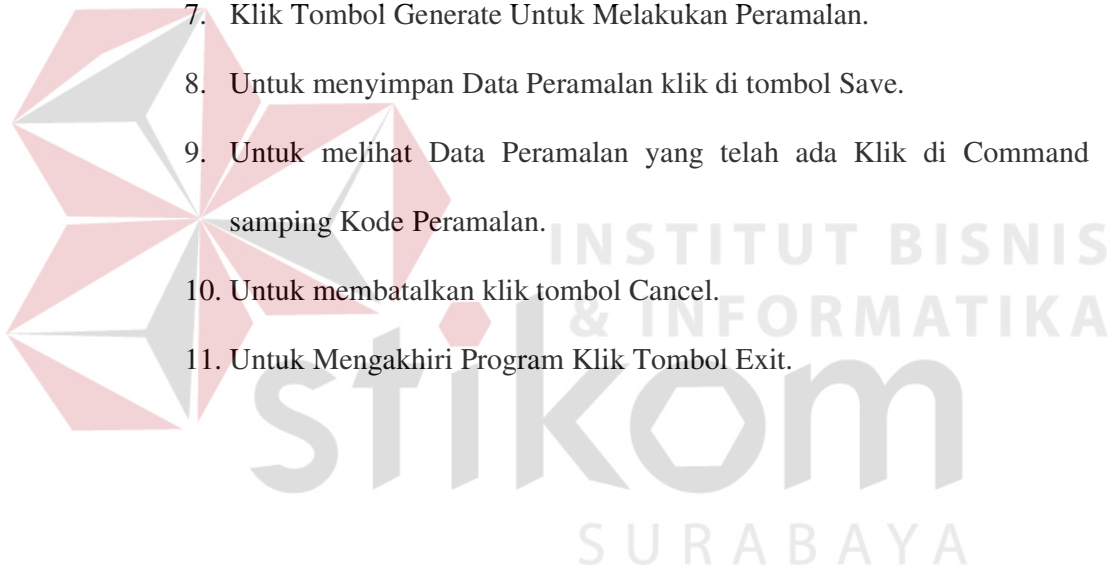 7. Klik Tombol Generate Untuk Melakukan Peramalan.
8. Untuk menyimpan Data Peramalan klik di tombol Save.
9. Untuk melihat Data Peramalan yang telah ada Klik di Command
samping Kode Peramalan.
INSTITUT BISNIS
10. Untuk membatalkan klik tombol Cancel.
& INFORMATIKA
11. Untuk Mengakhiri Program Klik Tombol Exit.
stikom
SURABAYA